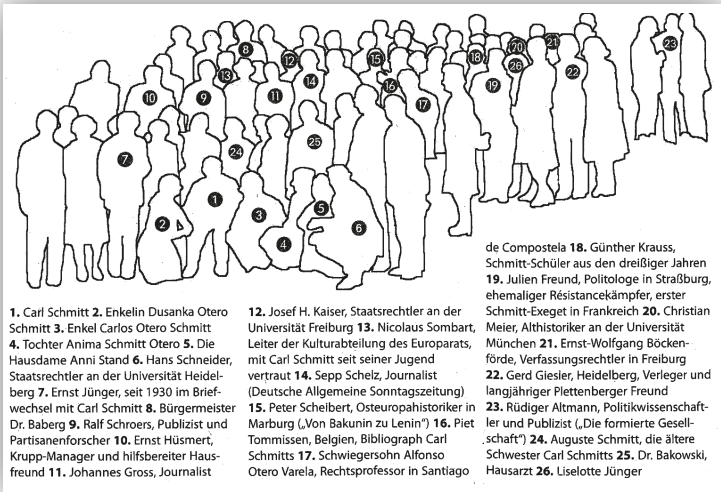 8
21
20
23
12
15
18
13
14
26
22
10
9
11
16
19
17
25
24
7
1
5
2
3
6
4
1. Carl Schmitt 2. Enkelin Dusanka Otero
Schmitt 3. Enkel Carlos Otero Schmitt
4. Tochter Anima Schmitt Otero 5. Die
Hausdame Anni Stand 6. Hans Schneider,
Staatsrechtler an der Universität Heidel-
berg 7. Ernst Jünger, seit 1930 im Brief-
wechsel mit Carl Schmitt 8. Bürgermeister
Dr. Baberg 9. Ralf Schroers, Publizist und
Partisanenforscher 10. Ernst Hüsmert,
Krupp-Manager und hilfsbereiter Haus-
freund 11. Johannes Gross, Journalist
12. Josef H. Kaiser, Staatsrechtler an der
Universität Freiburg 13. Nicolaus Sombart,
Leiter der Kulturabteilung des Europarats,
mit Carl Schmitt seit seiner Jugend
vertraut 14. Sepp Schelz, Journalist
(Deutsche Allgemeine Sonntagszeitung)
15. Peter Scheibert, Osteuropahistoriker in
Marburg („Von Bakunin zu Lenin") 16. Piet
Tommissen, Belgien, Bibliograph Carl
Schmitts 17. Schwiegersohn Alfonso
Otero Varela, Rechtsprofessor in Santiago
de Compostela 18. Günther Krauss,
Schmitt-Schüler aus den dreißiger Jahren
19. Julien Freund, Politologe in Straßburg,
ehemaliger Résistancekämpfer, erster
Schmitt-Exeget in Frankreich 20. Christian
Meier, Althistoriker an der Universität
München 21. Ernst-Wolfgang Böcken-
förde, Verfassungsrechtler in Freiburg
22. Gerd Giesler, Heidelberg, Verleger und
langjähriger Plettenberger Freund
23. Rüdiger Altmann, Politikwissenschaft-
ler und Publizist („Die formierte Gesell-
schaft") 24. Auguste Schmitt, die ältere
Schwester Carl Schmitts 25. Dr. Bakowski,
Hausarzt 26. Liselotte Jünger